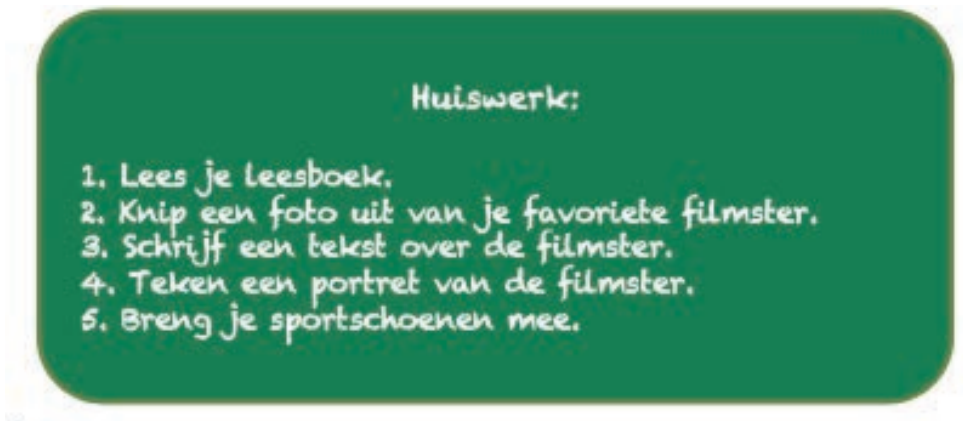 Huiswerk:
1. Lees je leesboek.
2. Knip een foto uit van je favoriete filmster.
3. Schrijf een tekst over de filmster.
4. Teken een portret van de filmster.
5. Breng je sportschoenen mee.